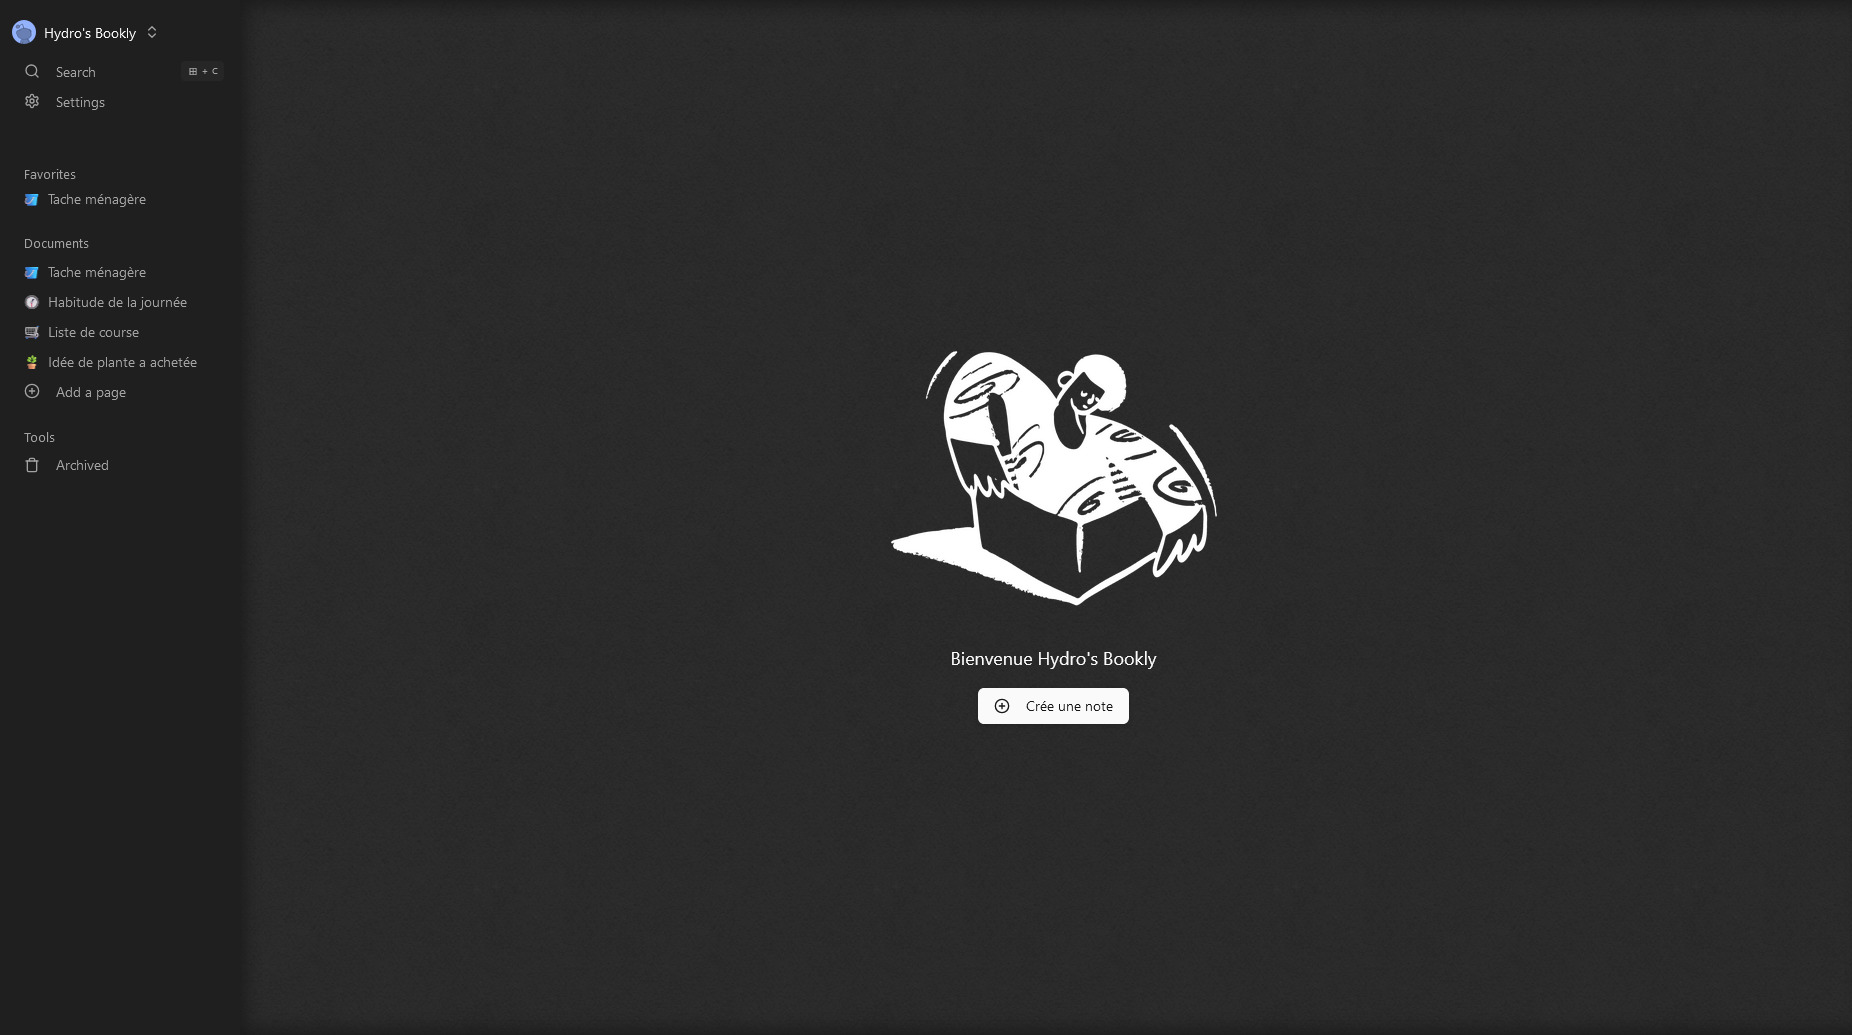 Hydro's Bookly
Search
⊞ + C
Settings
Favorites
Tache ménagère
Documents
Tache ménagère
Habitude de la journée
Liste de course
Idée de plante a achetée
Add a page
Tools
Archived
Bienvenue Hydro's Bookly
Crée une note